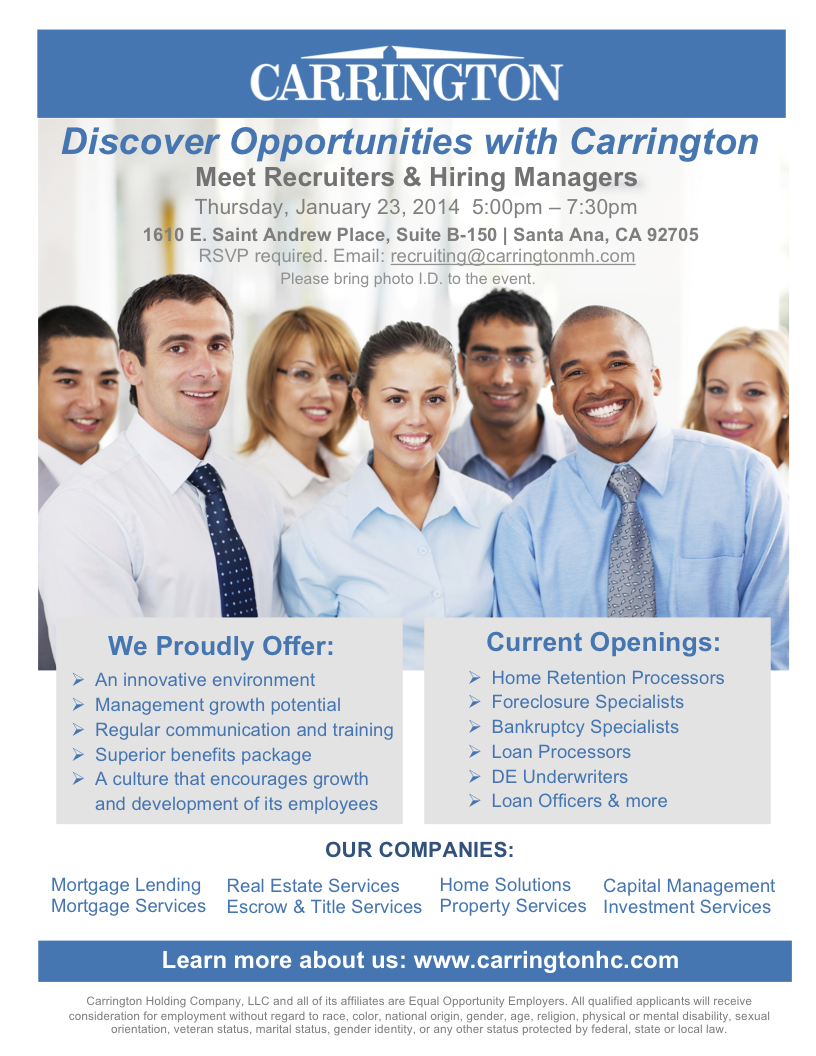 CARRINGTON
Discover Opportunities with Carrington
Meet Recruiters & Hiring Managers
Thursday, January 23, 2014  5:00pm – 7:30pm
1610 E. Saint Andrew Place, Suite B-150 | Santa Ana, CA 92705
RSVP required. Email: recruiting@carringtonmh.com
Please bring photo I.D. to the event.
We Proudly Offer:
➢ An innovative environment
➢ Management growth potential
➢ Regular communication and training
➢ Superior benefits package
➢ A culture that encourages growth
and development of its employees
Current Openings:
➢ Home Retention Processors
➢ Foreclosure Specialists
➢ Bankruptcy Specialists
➢ Loan Processors
➢ DE Underwriters
➢ Loan Officers & more
OUR COMPANIES:
Mortgage Lending
Mortgage Services
Real Estate Services
Escrow & Title Services
Home Solutions
Property Services
Capital Management
Investment Services
Learn more about us: www.carringtonhc.com
Carrington Holding Company, LLC and all of its affiliates are Equal Opportunity Employers. All qualified applicants will receive
consideration for employment without regard to race, color, national origin, gender, age, religion, physical or mental disability, sexual
orientation, veteran status, marital status, gender identity, or any other status protected by federal, state or local law.